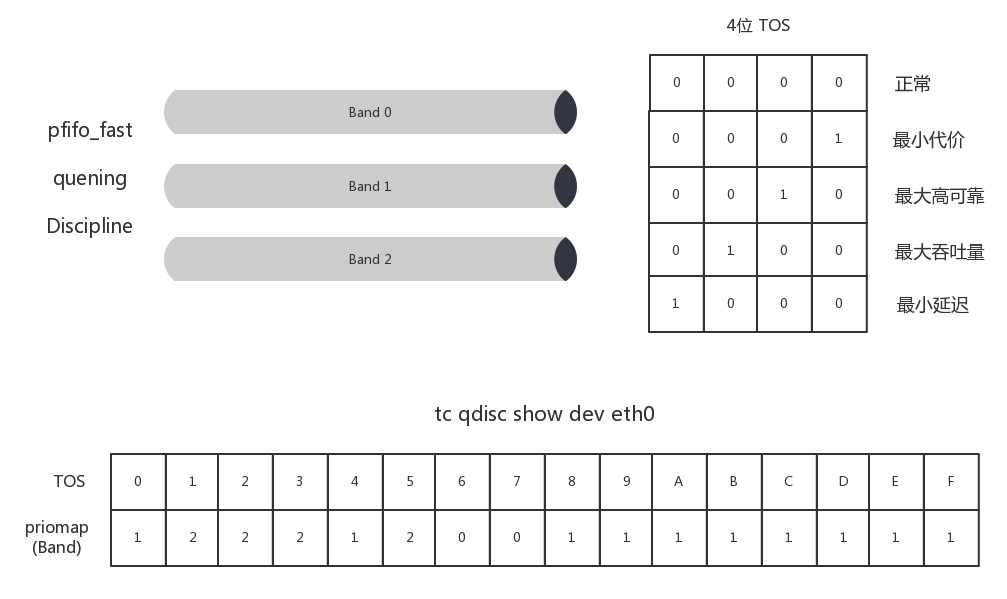 4位 TOS
pfifo_fast
quening
Discipline
Band 0
Band 1
Band 2
0 0 0 0 正常
0 0 0 1 最小代价
0 0 1 0 最大高可靠
0 1 0 0 最大吞吐量
1 0 0 0 最小延迟
tc qdisc show dev eth0
TOS 0 1 2 3 4 5 6 7 8 9 A B C D E F
priomap
(Band) 1 2 2 2 1 2 0 0 1 1 1 1 1 1 1 1